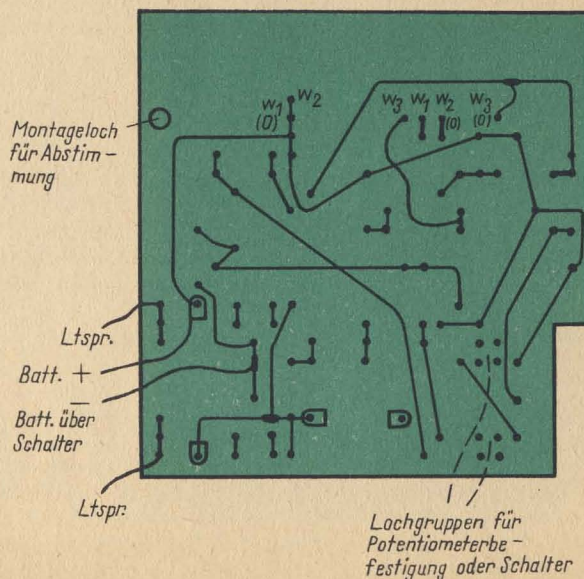 Montageloch
für Abstim-
mung
w1 w2
(0)
w3 w1 w2 w3
(0) (0)
Ltspr.
Batt. +
–
Batt. über
Schalter
Ltspr.
Lochgruppen für
Potentiometerbe-
festigung oder Schalter